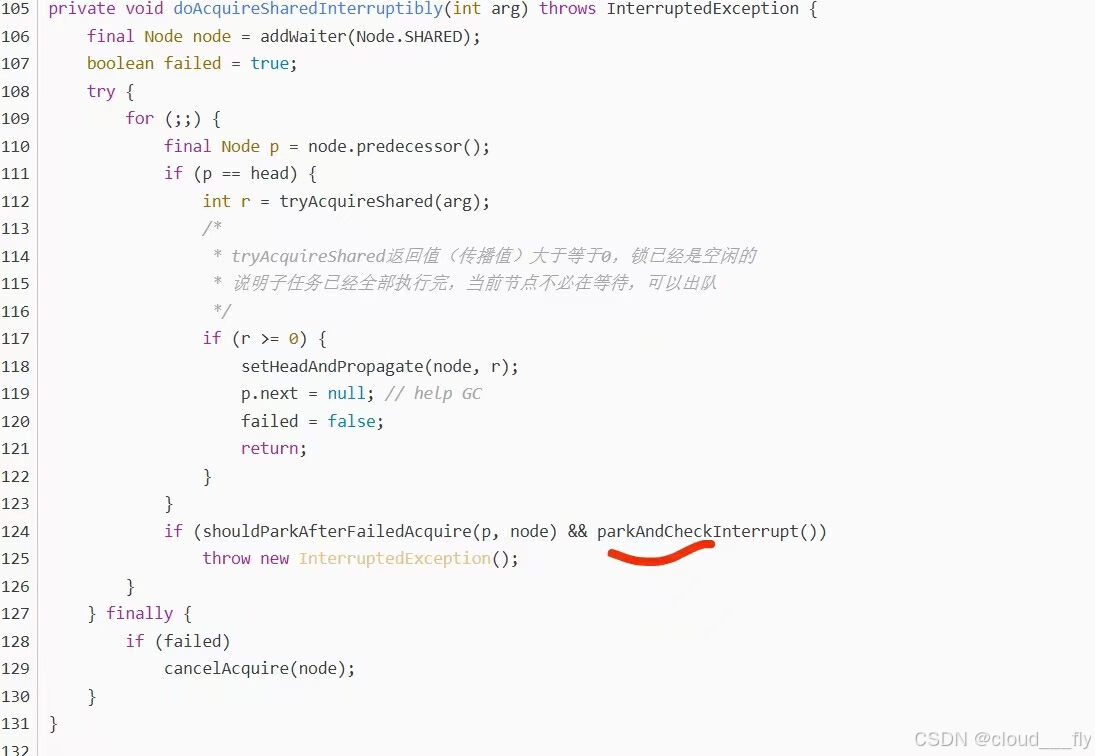 105 private void doAcquireSharedInterruptibly(int arg) throws InterruptedException {
106     final Node node = addWaiter(Node.SHARED);
107     boolean failed = true;
108     try {
109         for (;;) {
110             final Node p = node.predecessor();
111             if (p == head) {
112                 int r = tryAcquireShared(arg);
113                 /*
114                  * tryAcquireShared返回值（传播值）大于等于0，锁已经是空闲的
115                  * 说明子任务已经全部执行完，当前节点不必在等待，可以出队
116                  */
117                 if (r >= 0) {
118                     setHeadAndPropagate(node, r);
119                     p.next = null; // help GC
120                     failed = false;
121                     return;
122                 }
123             }
124             if (shouldParkAfterFailedAcquire(p, node) && parkAndCheckInterrupt())
125                 throw new InterruptedException();
126         }
127     } finally {
128         if (failed)
129             cancelAcquire(node);
130     }
131 }
132
CSDN @cloud___fly